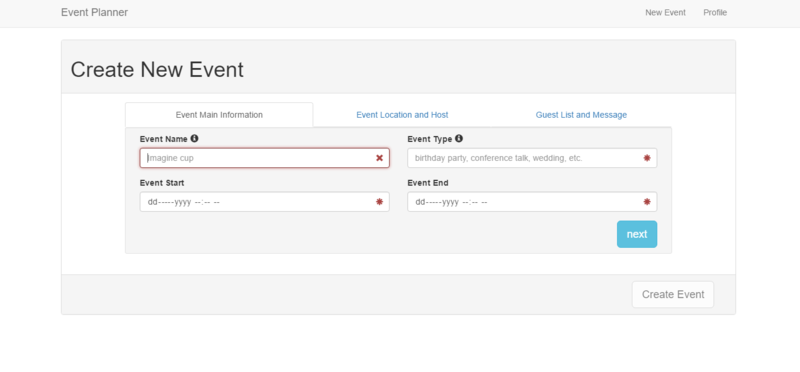 Event Planner New Event Profile
Create New Event
Event Main Information Event Location and Host Guest List and Message
Event Name Event Type
Imagine cup birthday party, conference talk, wedding, etc.
Event Start Event End
dd-----yyyy --:-- -- dd-----yyyy --:-- --
next
Create Event